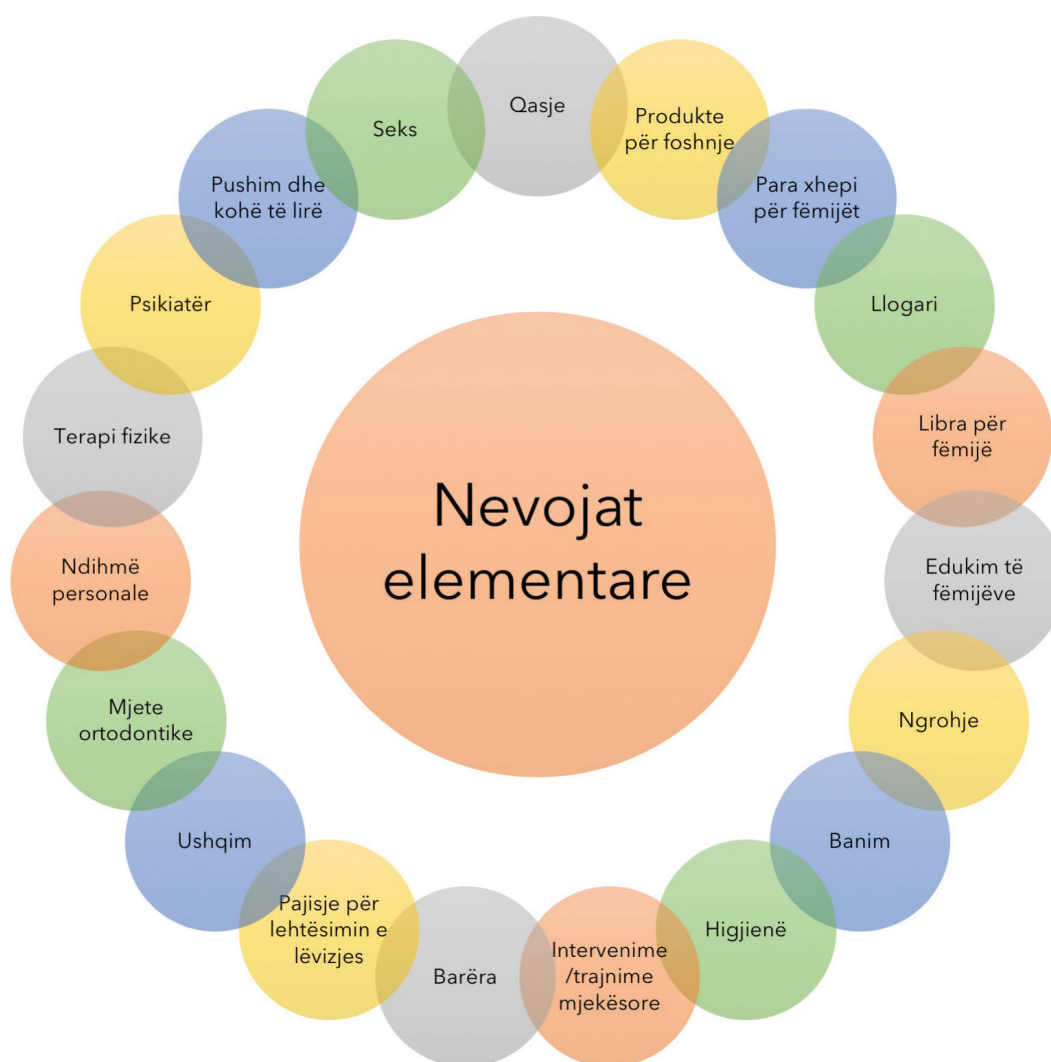 Qasje
Produkte
për foshnje
Para xhepi
për fëmijët
Llogari
Libra për
fëmijë
Edukim të
fëmijëve
Ngrohje
Banim
Higjienë
Intervenime
/trajnime
mjekësore
Barëra
Pajisje për
lehtësimin e
lëvizjes
Ushqim
Mjete
ortodontike
Ndihmë
personale
Terapi fizike
Psikiatër
Pushim dhe
kohë të lirë
Seks
Nevojat
elementare